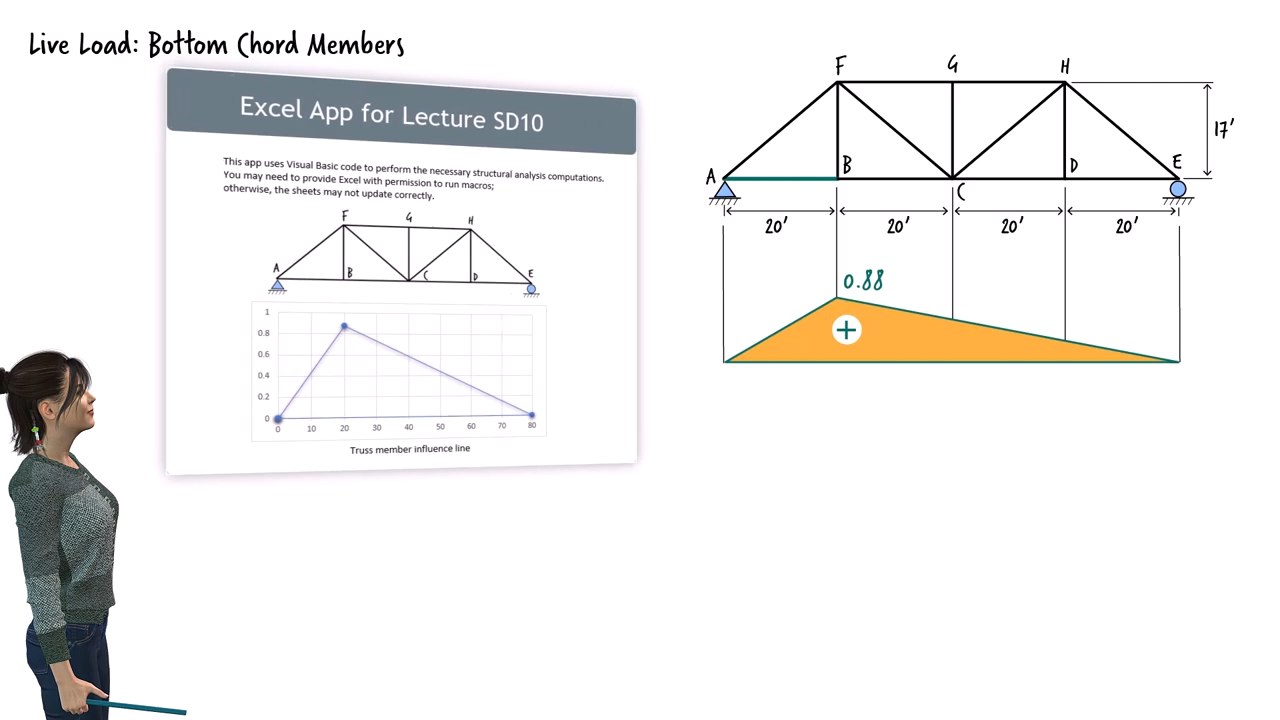 Live Load: Bottom Chord Members
Excel App for Lecture SD10
This app uses Visual Basic code to perform the necessary structural analysis computations.
You may need to provide Excel with permission to run macros;
otherwise, the sheets may not update correctly.
F G H
A B C D E
1
0.8
0.6
0.4
0.2
0
0 10 20 30 40 50 60 70 80
Truss member influence line
F G H
17'
A B C D E
20' 20' 20' 20'
0.88
+